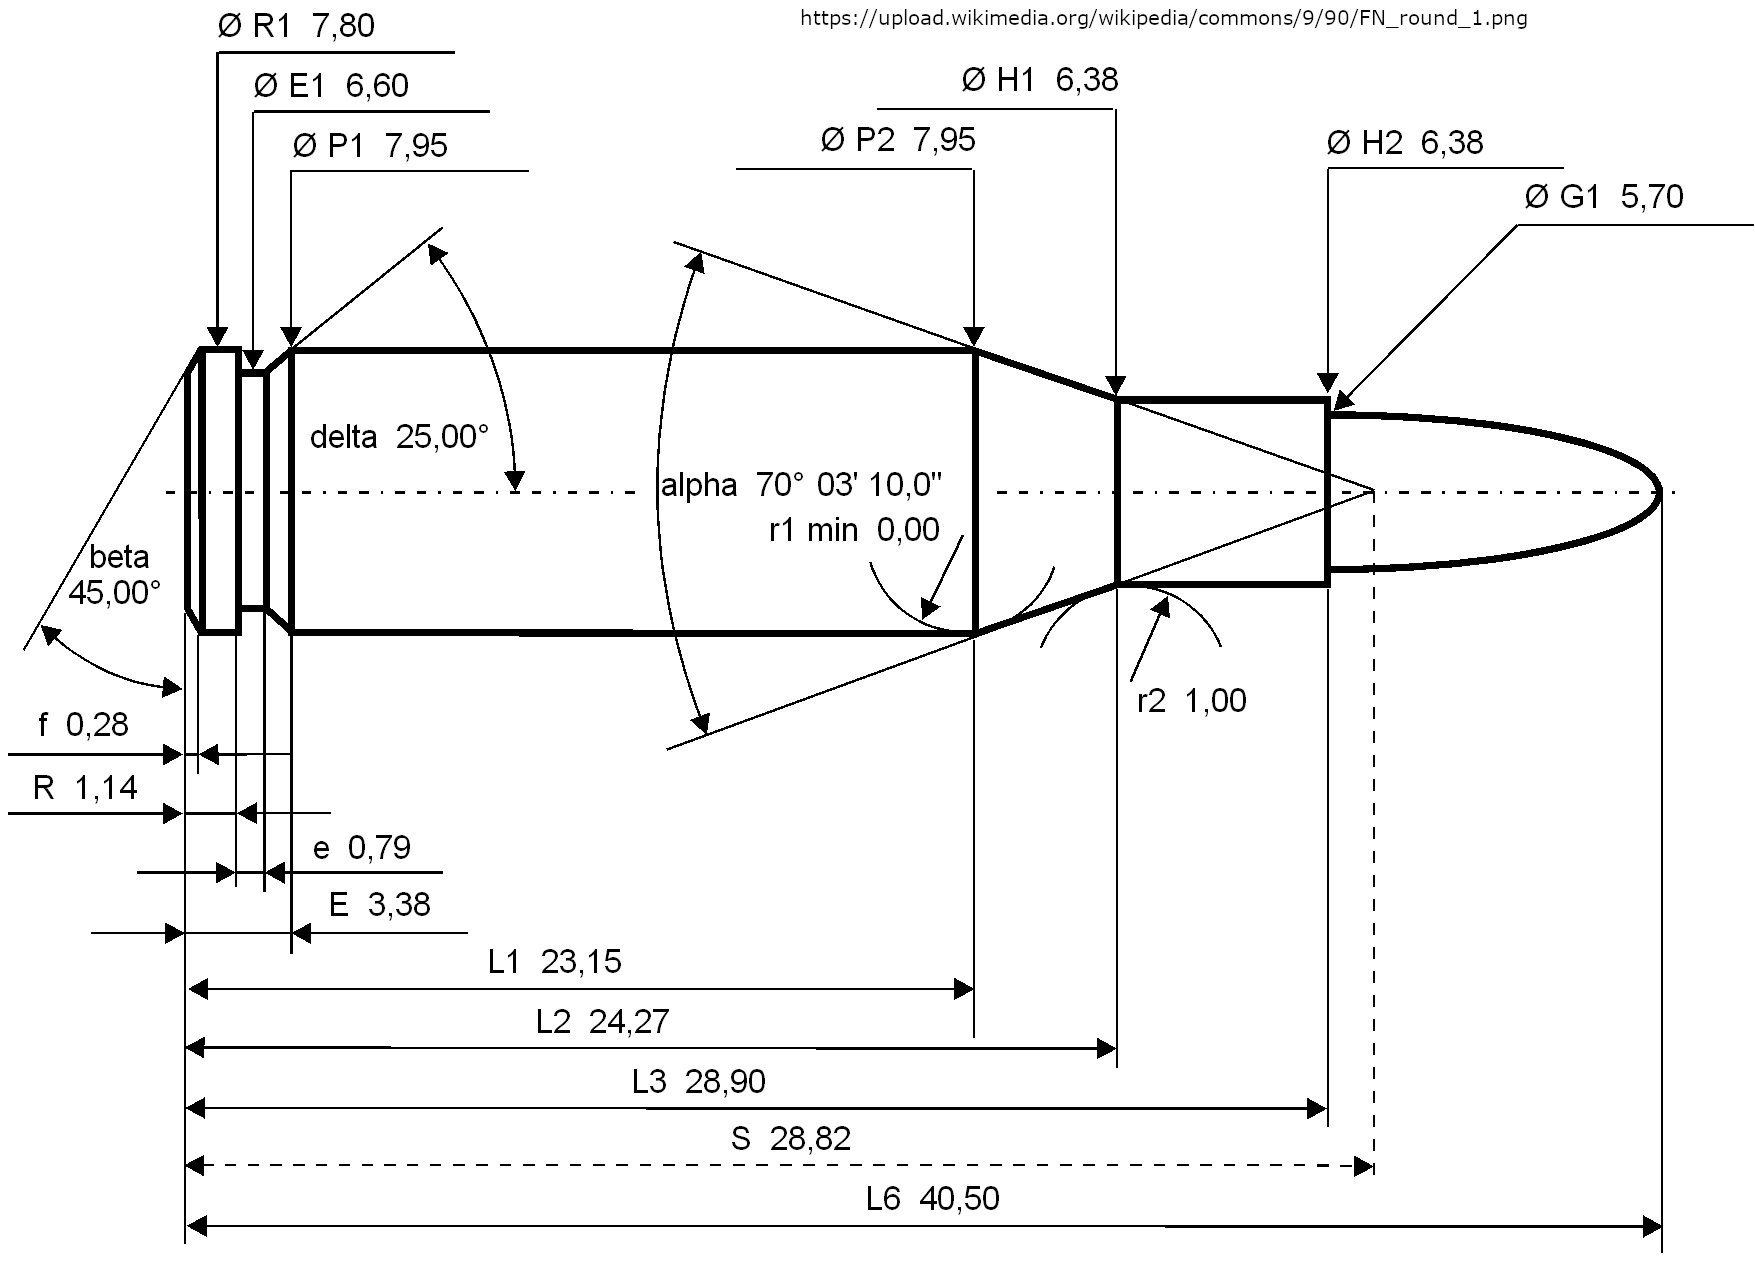 https://upload.wikimedia.org/wikipedia/commons/9/90/FN_round_1.png
Ø R1 7,80
Ø E1 6,60
Ø P1 7,95
Ø H1 6,38
Ø P2 7,95
Ø H2 6,38
Ø G1 5,70
delta 25,00°
alpha 70° 03' 10,0"
r1 min 0,00
beta
45,00°
r2 1,00
f 0,28
R 1,14
e 0,79
E 3,38
L1 23,15
L2 24,27
L3 28,90
S 28,82
L6 40,50